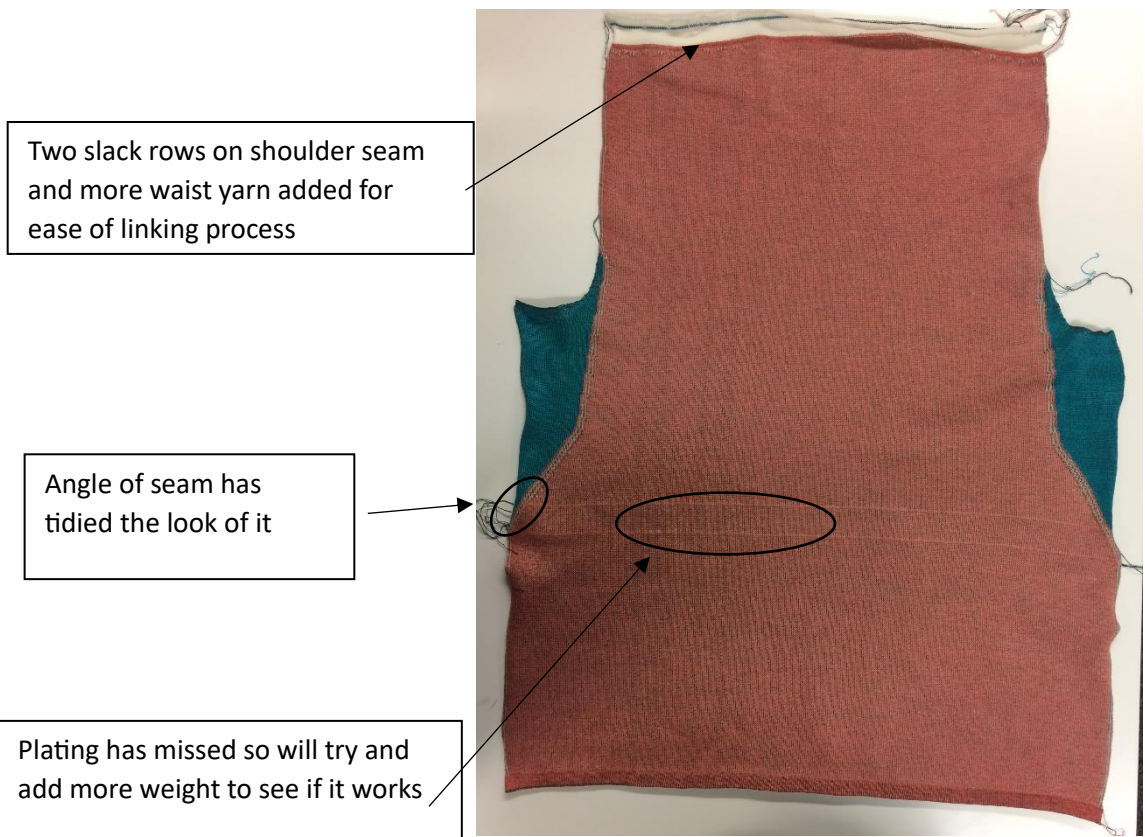 Two slack rows on shoulder seam
and more waist yarn added for
ease of linking process
Angle of seam has
tidied the look of it
Plating has missed so will try and
add more weight to see if it works